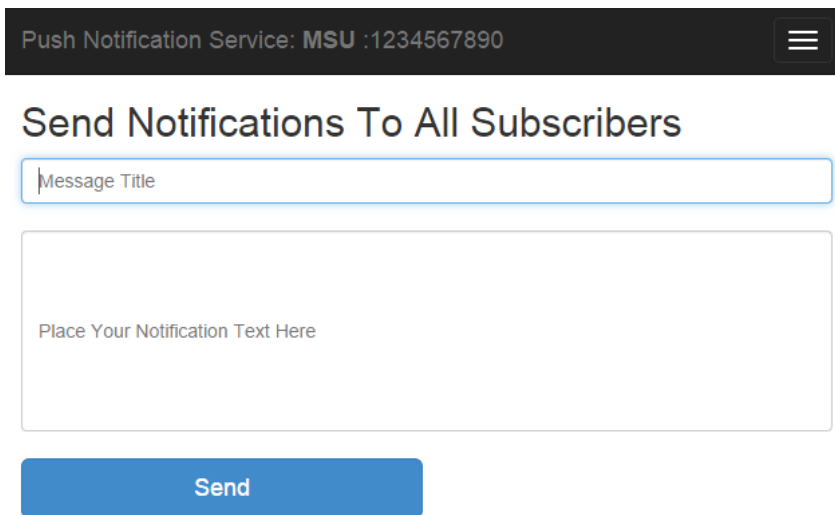 Push Notification Service: MSU :1234567890
Send Notifications To All Subscribers
Message Title
Place Your Notification Text Here
Send